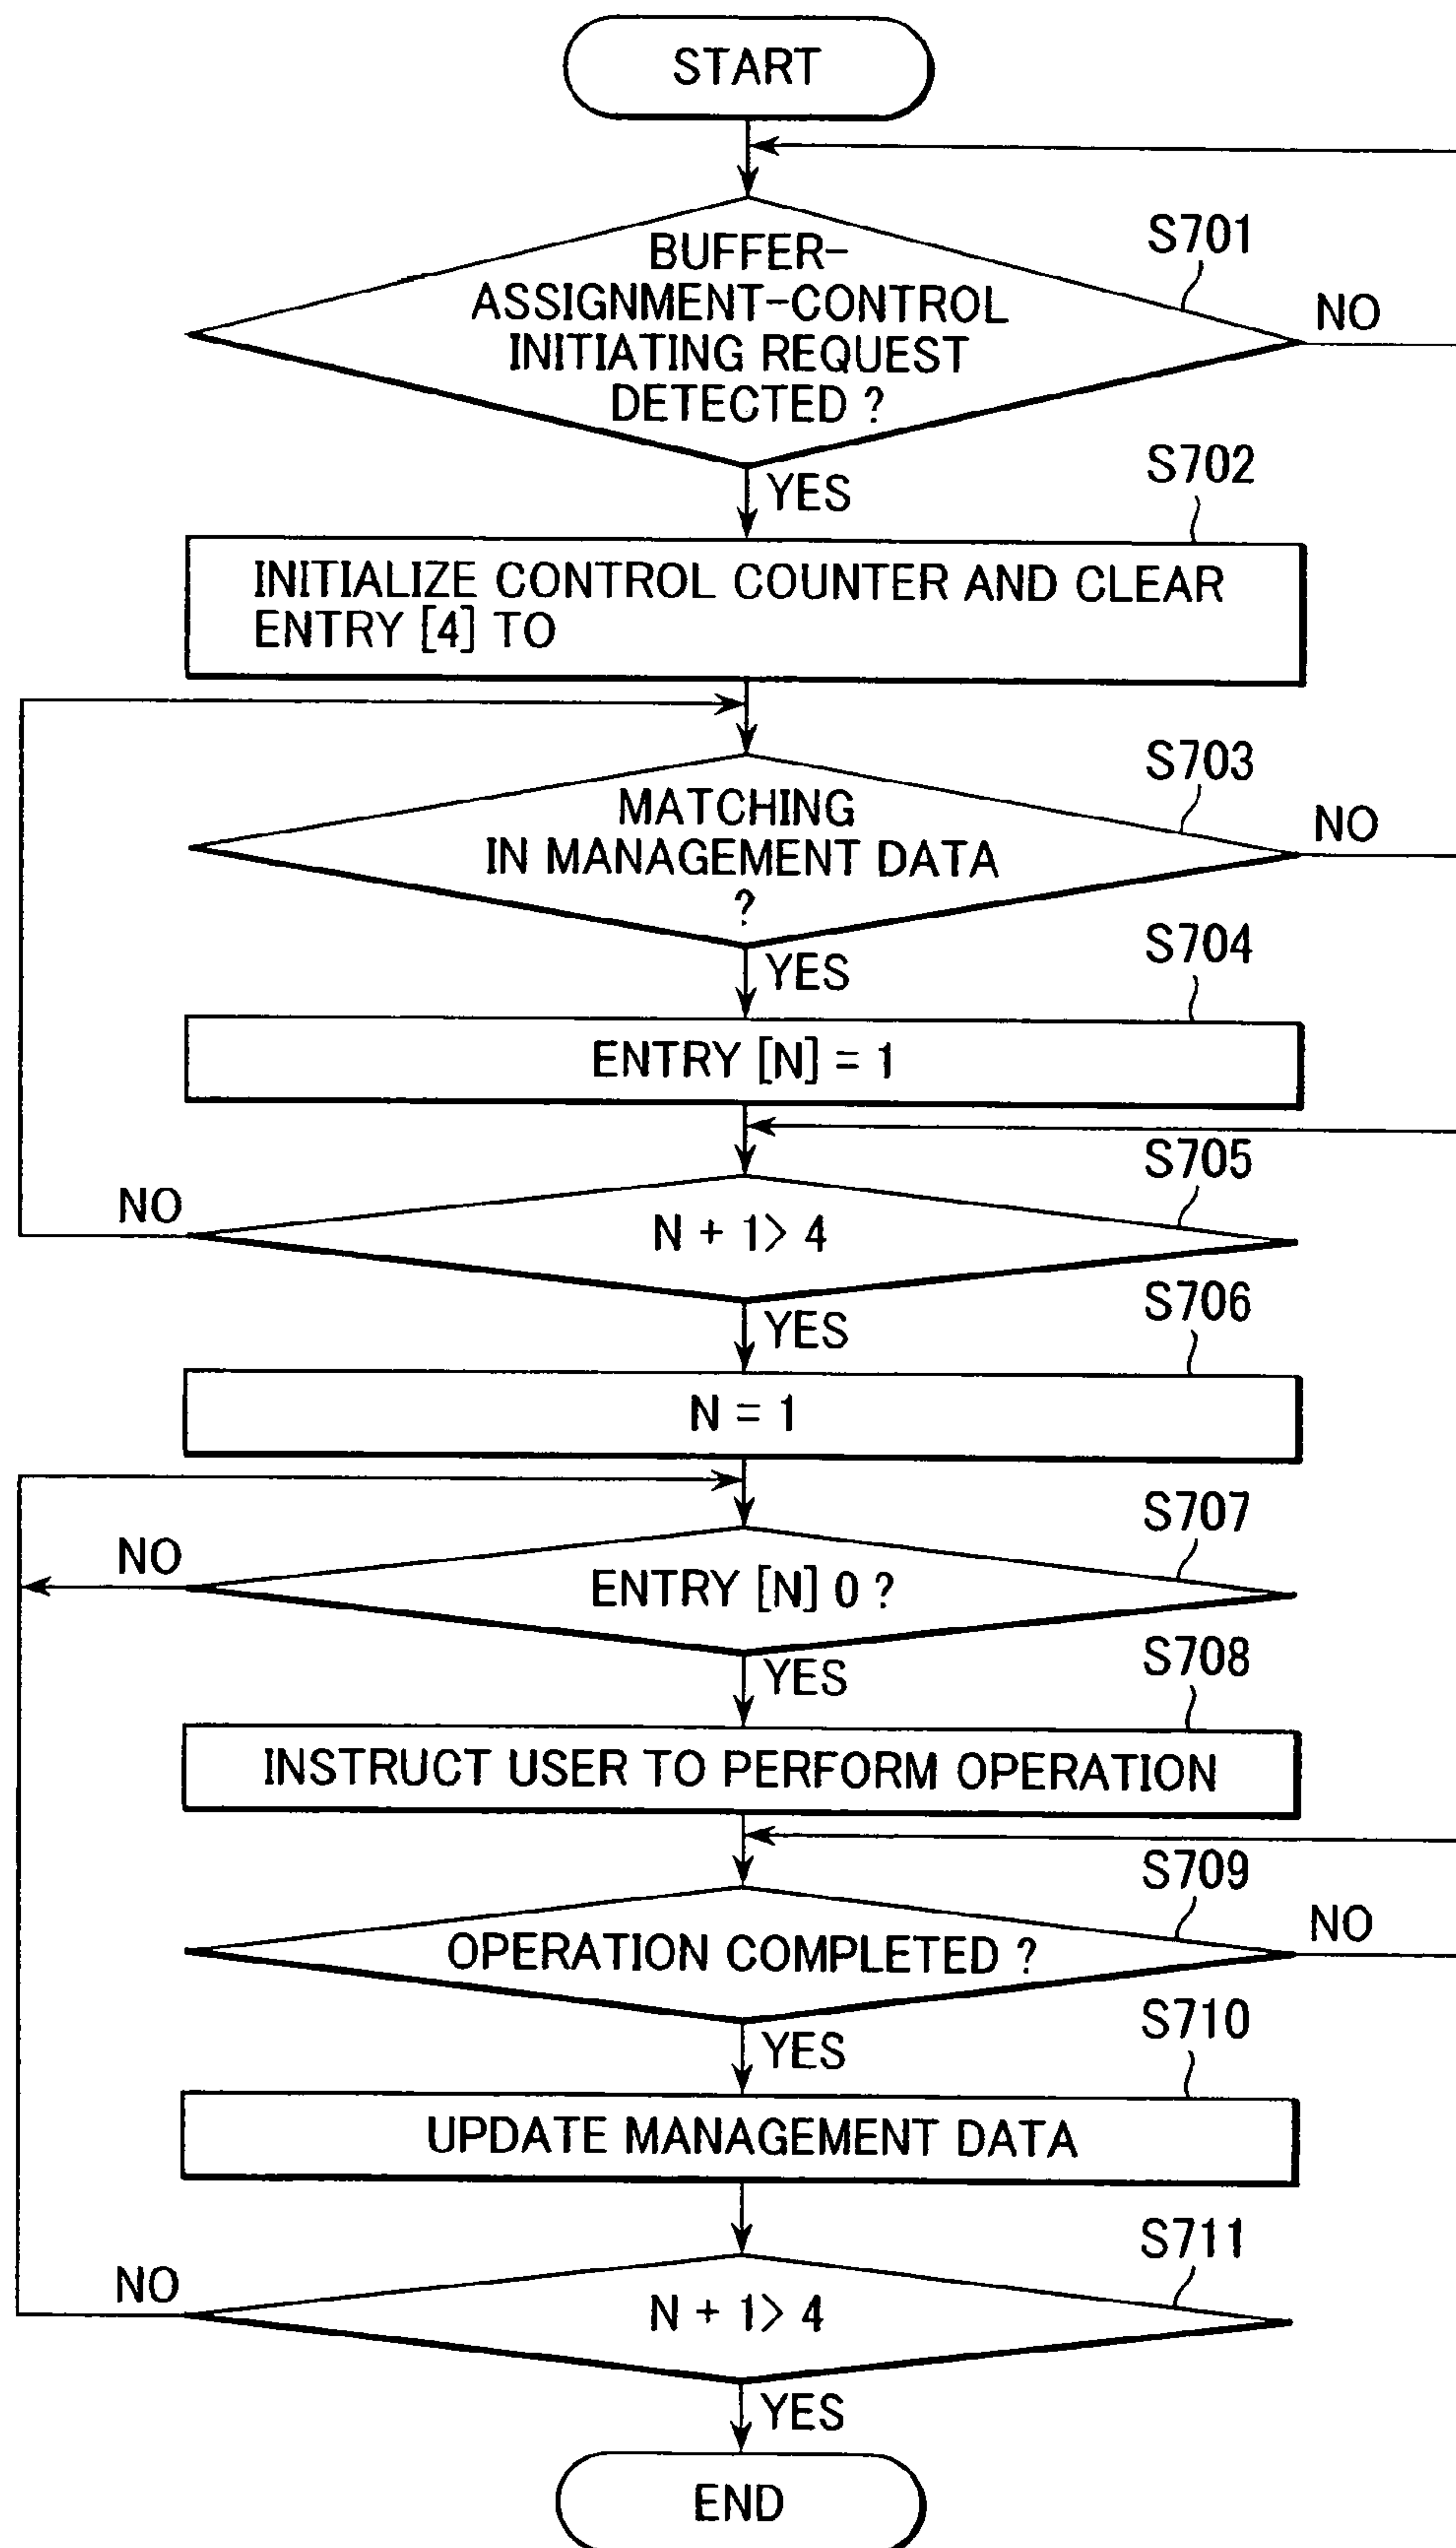 START
S701
BUFFER-
ASSIGNMENT-CONTROL
INITIATING REQUEST
DETECTED ?
NO
YES
S702
INITIALIZE CONTROL COUNTER AND CLEAR
ENTRY [4] TO
S703
MATCHING
IN MANAGEMENT DATA
?
NO
YES
S704
ENTRY [N] = 1
S705
NO
N + 1> 4
YES
S706
N = 1
S707
NO
ENTRY [N] 0 ?
YES
S708
INSTRUCT USER TO PERFORM OPERATION
S709
OPERATION COMPLETED ?
NO
YES
S710
UPDATE MANAGEMENT DATA
S711
NO
N + 1> 4
YES
END